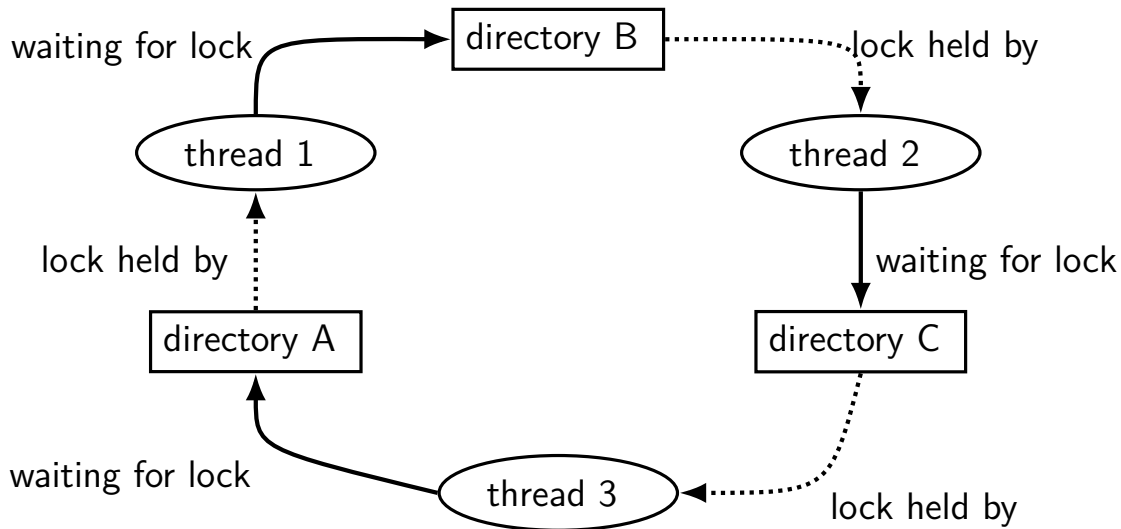 directory B
waiting for lock
lock held by
thread 1
thread 2
lock held by
waiting for lock
directory A
directory C
waiting for lock
thread 3
lock held by